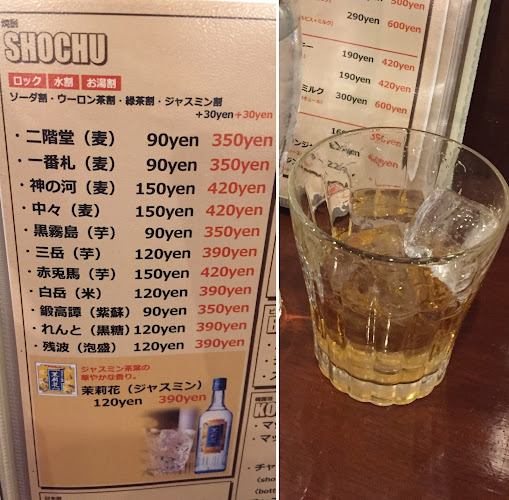 焼酎
SHOCHU
ロック 水割 お湯割
ソーダ割・ウーロン茶割・緑茶割・ジャスミン割
+30yen+30yen
・二階堂（麦） 90yen 350yen
・一番札（麦） 90yen 350yen
・神の河（麦） 150yen 420yen
・中々（麦） 150yen 420yen
・黒霧島（芋） 90yen 350yen
・三岳（芋） 120yen 390yen
・赤兎馬（芋） 150yen 420yen
・白岳（米） 120yen 390yen
・鍛高譚（紫蘇） 90yen 350yen
・れんと（黒糖）120yen 390yen
・残波（泡盛） 120yen 390yen
ジャスミン茶葉の
華やかな香り。
茉莉花（ジャスミン）
120yen 390yen
500yen
290yen 600yen
190yen 420yen
190yen 420yen
ミルク 300yen 600yen